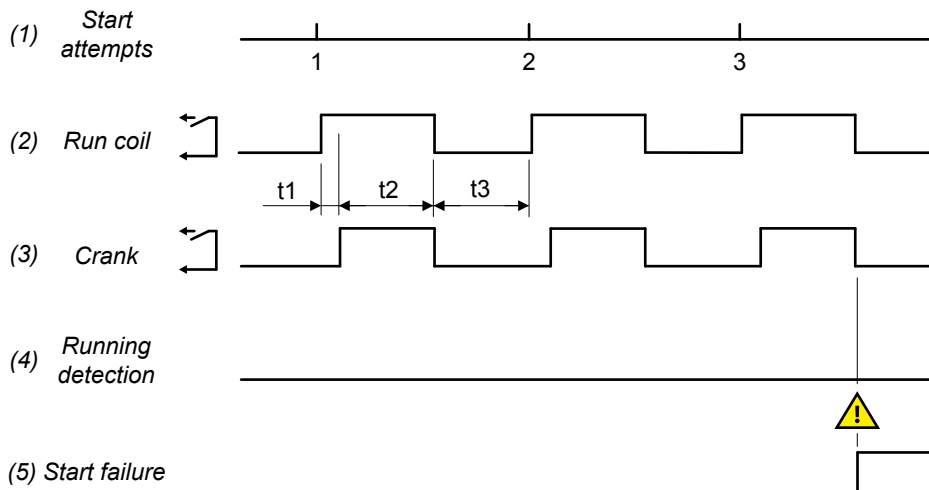 (1) Start attempts
1 2 3
(2) Run coil
t1 t2 t3
(3) Crank
(4) Running detection
!
(5) Start failure